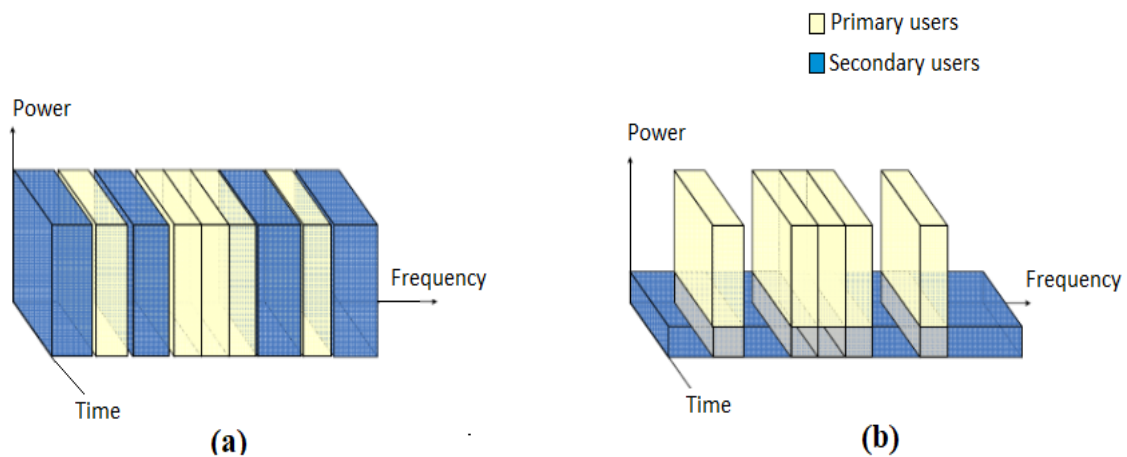 Primary users
Secondary users
Power
Frequency
Time
(a)
Power
Frequency
Time
(b)